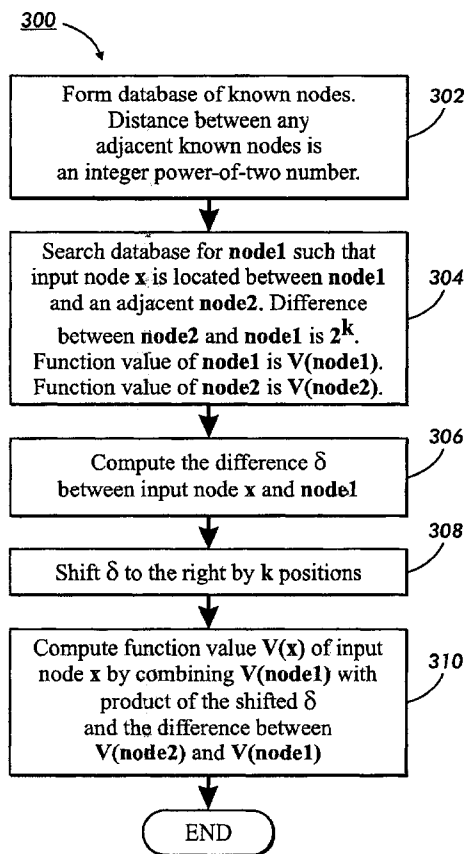 300
Form database of known nodes.
Distance between any
adjacent known nodes is
an integer power-of-two number.
302
Search database for node1 such that
input node x is located between node1
and an adjacent node2. Difference
between node2 and node1 is 2^k.
Function value of node1 is V(node1).
Function value of node2 is V(node2).
304
Compute the difference δ
between input node x and node1
306
Shift δ to the right by k positions
308
Compute function value V(x) of input
node x by combining V(node1) with
product of the shifted δ
and the difference between
V(node2) and V(node1)
310
END